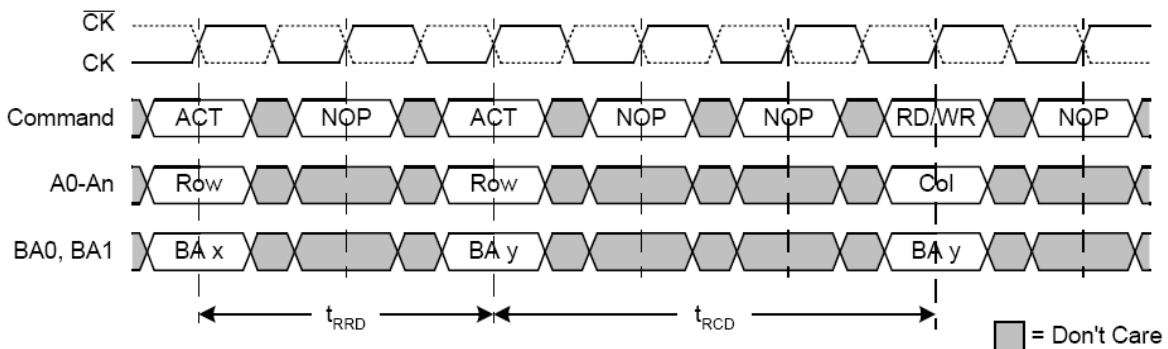 CK
CK
Command ACT NOP ACT NOP NOP RD/WR NOP
A0-An Row Row Col
BA0, BA1 BA x BA y BA y
tRRD tRCD
= Don't Care